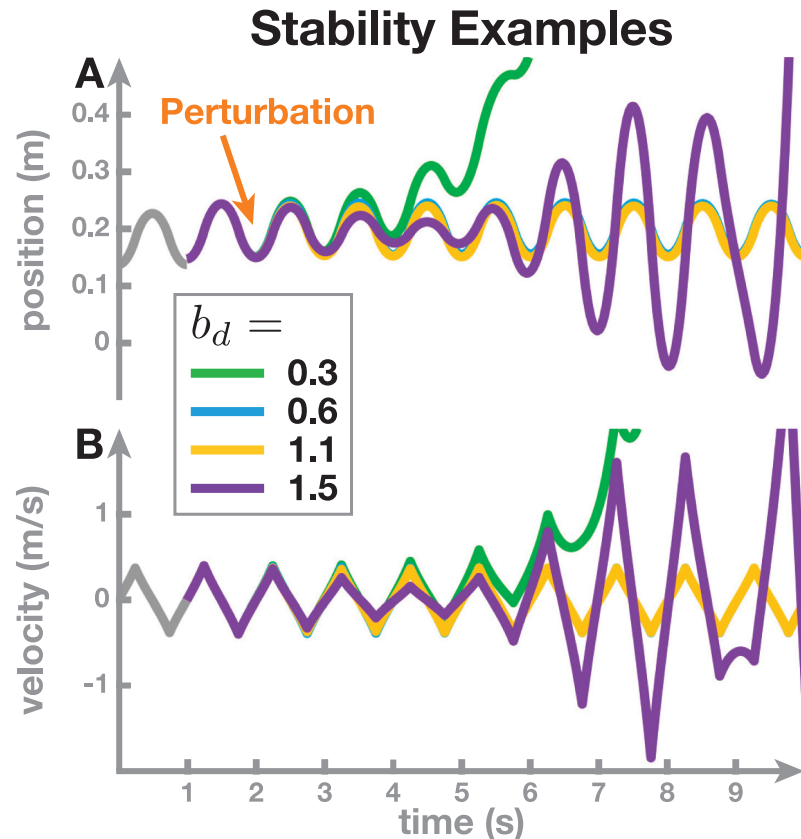 Stability Examples
A
Perturbation
position (m)
0.4
0.3
0.2
0.1
0
b_d =
0.3
0.6
1.1
1.5
B
velocity (m/s)
1
0
-1
1 2 3 4 5 6 7 8 9
time (s)